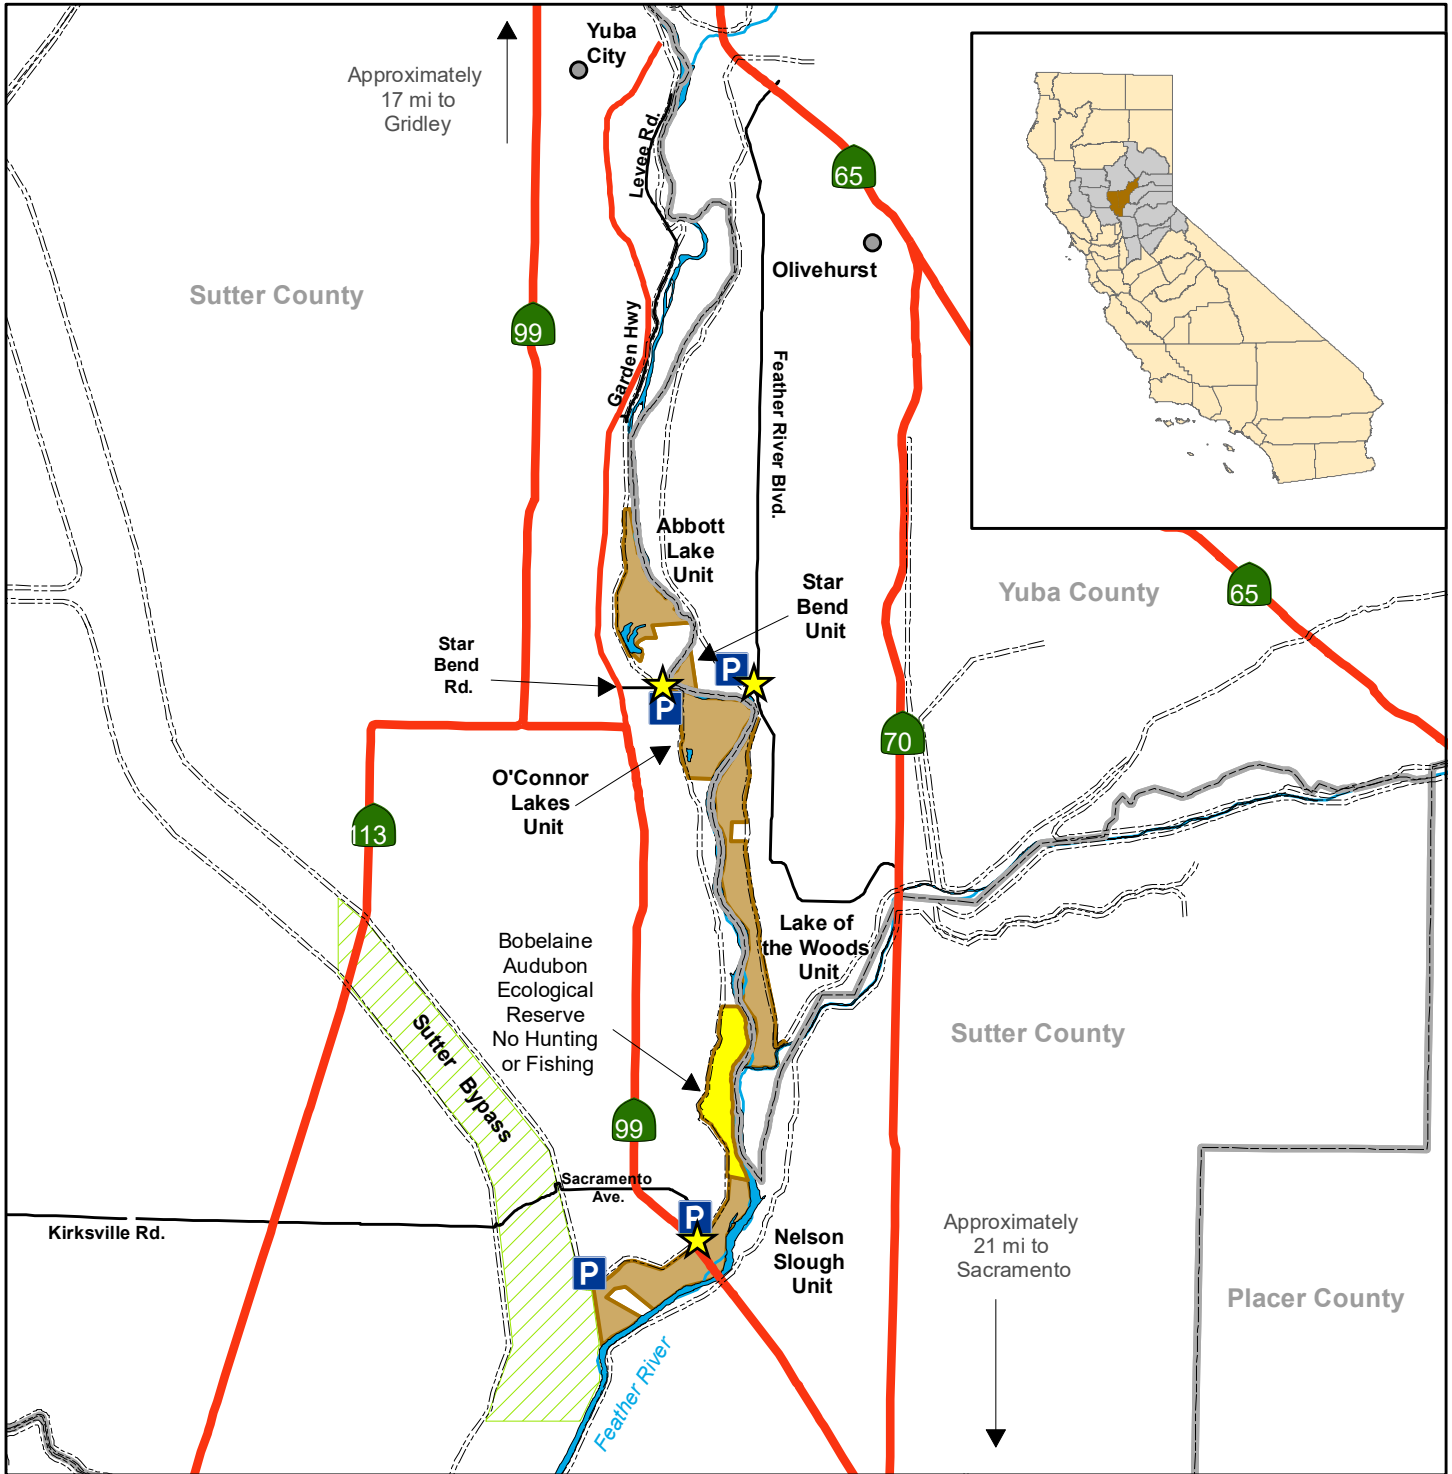 Yuba
City
Approximately
17 mi to
Gridley
Levee Rd.
65
Olivehurst
Sutter County
99
Garden Hwy
Feather River Blvd.
Abbott
Lake
Unit
Star
Bend
Unit
Yuba County
65
Star
Bend
Rd.
P
P
70
O'Connor
Lakes
Unit
113
Lake of
the Woods
Unit
Bobelaine
Audubon
Ecological
Reserve
No Hunting
or Fishing
Sutter Bypass
Sutter County
99
Sacramento
Ave.
Kirksville Rd.
P
P
Nelson
Slough
Unit
Approximately
21 mi to
Sacramento
Placer County
Feather River